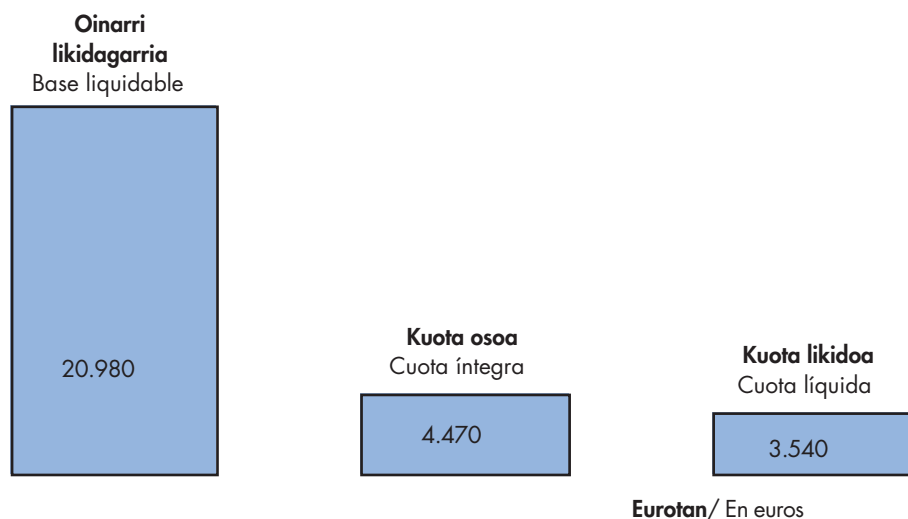 Oinarri
likidagarria
Base liquidable
20.980
Kuota osoa
Cuota íntegra
4.470
Kuota likidoa
Cuota líquida
3.540
Eurotan/ En euros